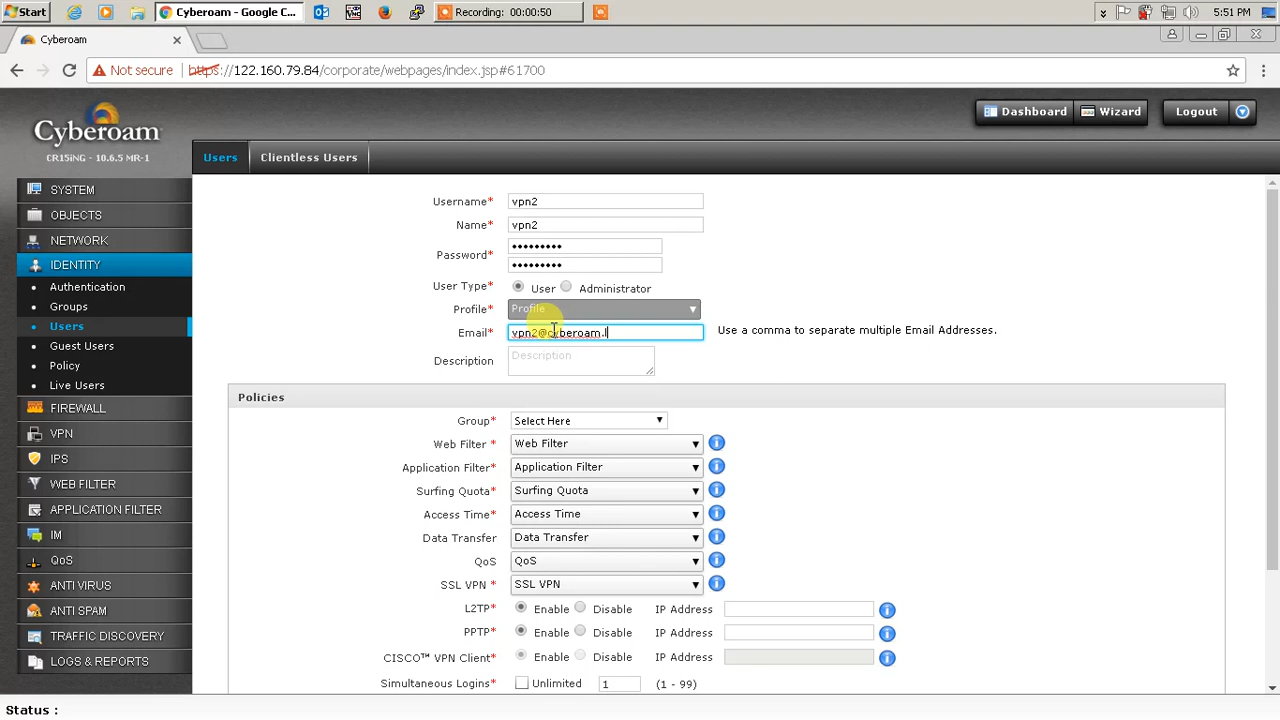 Start
Cyberoam - Google C...
Recording: 00:00:50
5:51 PM
Cyberoam
Not secure https://122.160.79.84/corporate/webpages/index.jsp#61700
Cyberoam
CR15iNG - 10.6.5 MR-1
Dashboard Wizard Logout
Users Clientless Users
SYSTEM
OBJECTS
NETWORK
IDENTITY
Authentication
Groups
Users
Guest Users
Policy
Live Users
FIREWALL
VPN
IPS
WEB FILTER
APPLICATION FILTER
IM
QoS
ANTI VIRUS
ANTI SPAM
TRAFFIC DISCOVERY
LOGS & REPORTS
Username* vpn2
Name* vpn2
Password* •••••••••
•••••••••
User Type* User Administrator
Profile* Profile
Email* vpn2@cyberoam.l Use a comma to separate multiple Email Addresses.
Description Description
Policies
Group* Select Here
Web Filter * Web Filter
Application Filter* Application Filter
Surfing Quota* Surfing Quota
Access Time* Access Time
Data Transfer Data Transfer
QoS QoS
SSL VPN * SSL VPN
L2TP* Enable Disable IP Address
PPTP* Enable Disable IP Address
CISCO™ VPN Client* Enable Disable IP Address
Simultaneous Logins* Unlimited 1 (1 - 99)
Status :